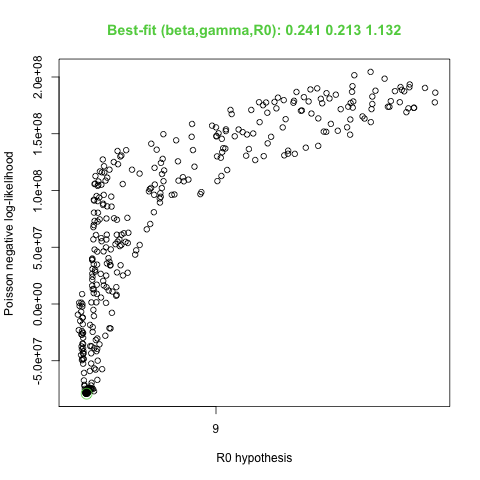 Best-fit (beta,gamma,R0): 0.241 0.213 1.132
Poisson negative log-likelihood
2.0e+08
1.5e+08
1.0e+08
5.0e+07
0.0e+00
-5.0e+07
9
R0 hypothesis